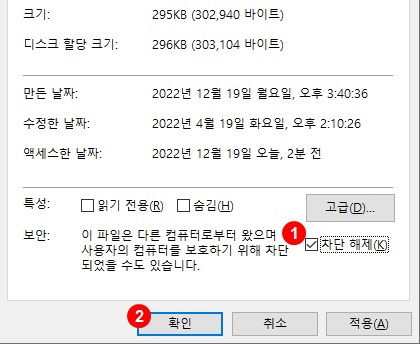 크기: 295KB (302,940 바이트)
디스크 할당 크기: 296KB (303,104 바이트)
만든 날짜: 2022년 12월 19일 월요일, 오후 3:40:36
수정한 날짜: 2022년 4월 19일 화요일, 오후 2:10:26
액세스한 날짜: 2022년 12월 19일 오늘, 2분 전
특성: 읽기 전용(R) 숨김(H) 고급(D)...
보안: 이 파일은 다른 컴퓨터로부터 왔으며
사용자의 컴퓨터를 보호하기 위해 차단
되었을 수도 있습니다.
1 차단 해제(K)
2 확인 취소 적용(A)